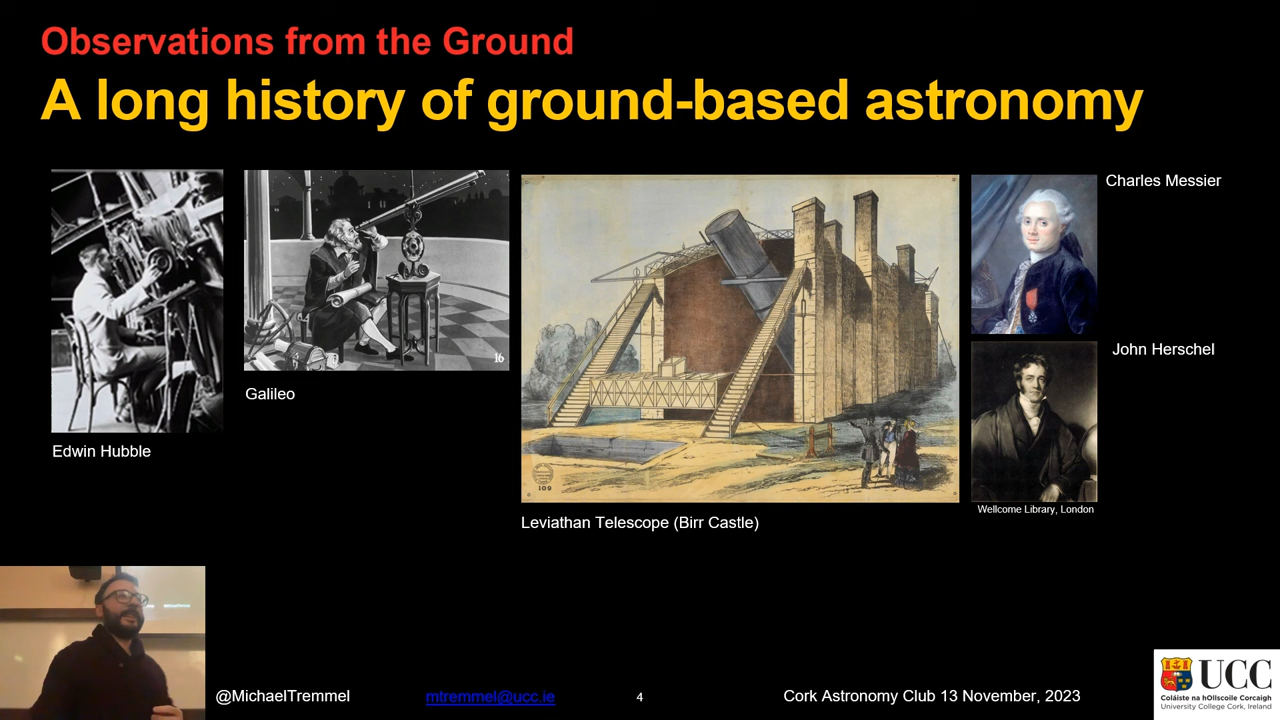 Observations from the Ground
A long history of ground-based astronomy
Charles Messier
John Herschel
16
Galileo
Edwin Hubble
109
Wellcome Library, London
Leviathan Telescope (Birr Castle)
@MichaelTremmel
mtremmel@ucc.ie
4
Cork Astronomy Club 13 November, 2023
UCC
Coláiste na hOllscoile Corcaigh
University College Cork, Ireland